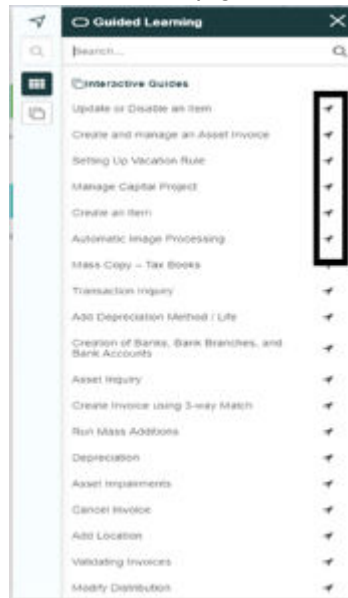 Guided Learning
Search...
Interactive Guides
Update or Disable an Item
Create and manage an Asset Invoice
Setting Up Vacation Rule
Manage Capital Project
Create an Item
Automatic Image Processing
Mass Copy – Tax Books
Transaction Inquiry
Add Depreciation Method / Life
Creation of Banks, Bank Branches, and
Bank Accounts
Asset Inquiry
Create Invoice using 3-way Match
Run Mass Additions
Depreciation
Asset Impairments
Cancel Invoice
Add Location
Validating Invoices
Modify Distribution